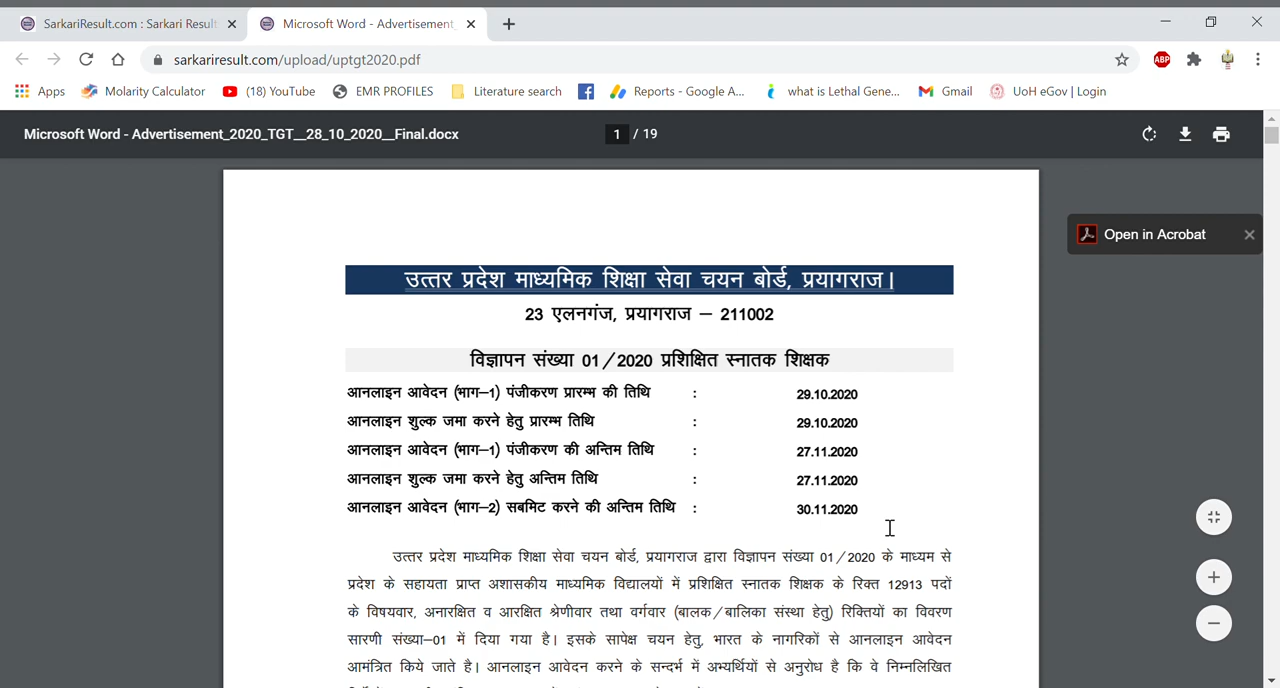 SarkariResult.com : Sarkari Result
Microsoft Word - Advertisement_
sarkariresult.com/upload/uptgt2020.pdf
ABP
Apps
Molarity Calculator
(18) YouTube
EMR PROFILES
Literature search
Reports - Google A...
what is Lethal Gene...
Gmail
UoH eGov | Login
Microsoft Word - Advertisement_2020_TGT__28_10_2020__Final.docx
1 / 19
Open in Acrobat
उत्तर प्रदेश माध्यमिक शिक्षा सेवा चयन बोर्ड, प्रयागराज।
23 एलनगंज, प्रयागराज – 211002
विज्ञापन संख्या 01/2020 प्रशिक्षित स्नातक शिक्षक
आनलाइन आवेदन (भाग–1) पंजीकरण प्रारम्भ की तिथि : 29.10.2020
आनलाइन शुल्क जमा करने हेतु प्रारम्भ तिथि : 29.10.2020
आनलाइन आवेदन (भाग–1) पंजीकरण की अन्तिम तिथि : 27.11.2020
आनलाइन शुल्क जमा करने हेतु अन्तिम तिथि : 27.11.2020
आनलाइन आवेदन (भाग–2) सबमिट करने की अन्तिम तिथि : 30.11.2020
उत्तर प्रदेश माध्यमिक शिक्षा सेवा चयन बोर्ड, प्रयागराज द्वारा विज्ञापन संख्या 01/2020 के माध्यम से
प्रदेश के सहायता प्राप्त अशासकीय माध्यमिक विद्यालयों में प्रशिक्षित स्नातक शिक्षक के रिक्त 12913 पदों
के विषयवार, अनारक्षित व आरक्षित श्रेणीवार तथा वर्गवार (बालक/बालिका संस्था हेतु) रिक्तियों का विवरण
सारणी संख्या–01 में दिया गया है। इसके सापेक्ष चयन हेतु, भारत के नागरिकों से आनलाइन आवेदन
आमंत्रित किये जाते है। आनलाइन आवेदन करने के सन्दर्भ में अभ्यर्थियों से अनुरोध है कि वे निम्नलिखित